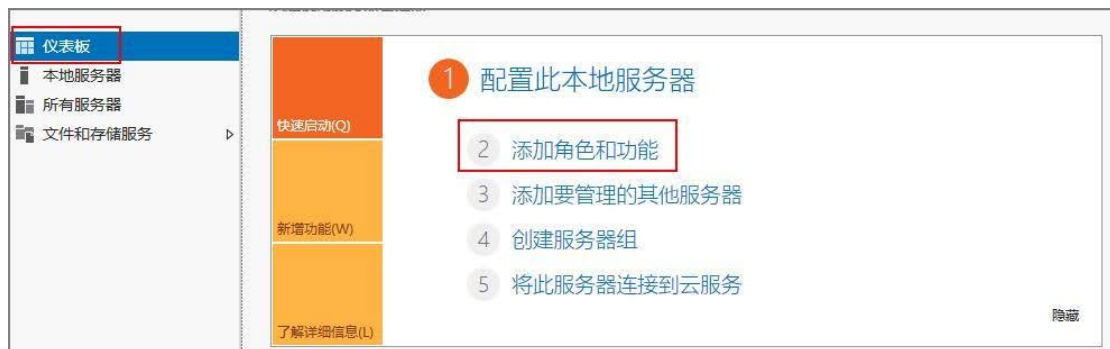 仪表板
本地服务器
所有服务器
文件和存储服务
快速启动(Q)
新增功能(W)
了解详细信息(L)
1 配置此本地服务器
2 添加角色和功能
3 添加要管理的其他服务器
4 创建服务器组
5 将此服务器连接到云服务
隐藏